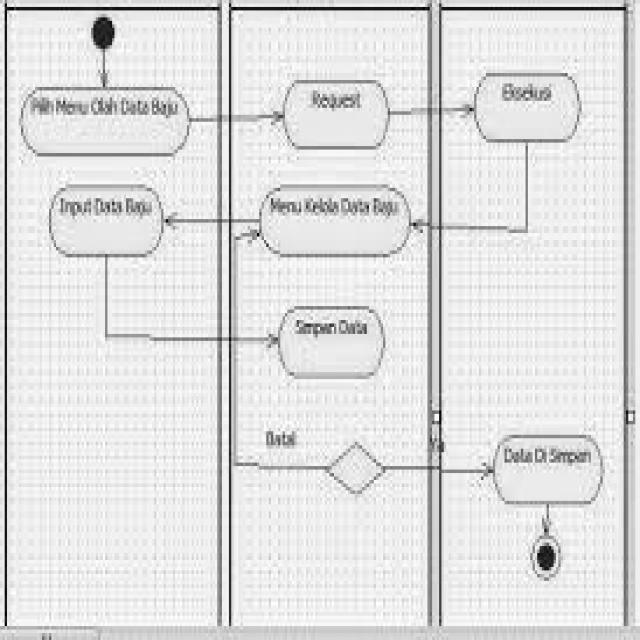 Pilih Menu Olah Data Baju
Request
Eksekusi
Input Data Baju
Menu Kelola Data Baju
Simpan Data
Batal
Ya
Data Di Simpan